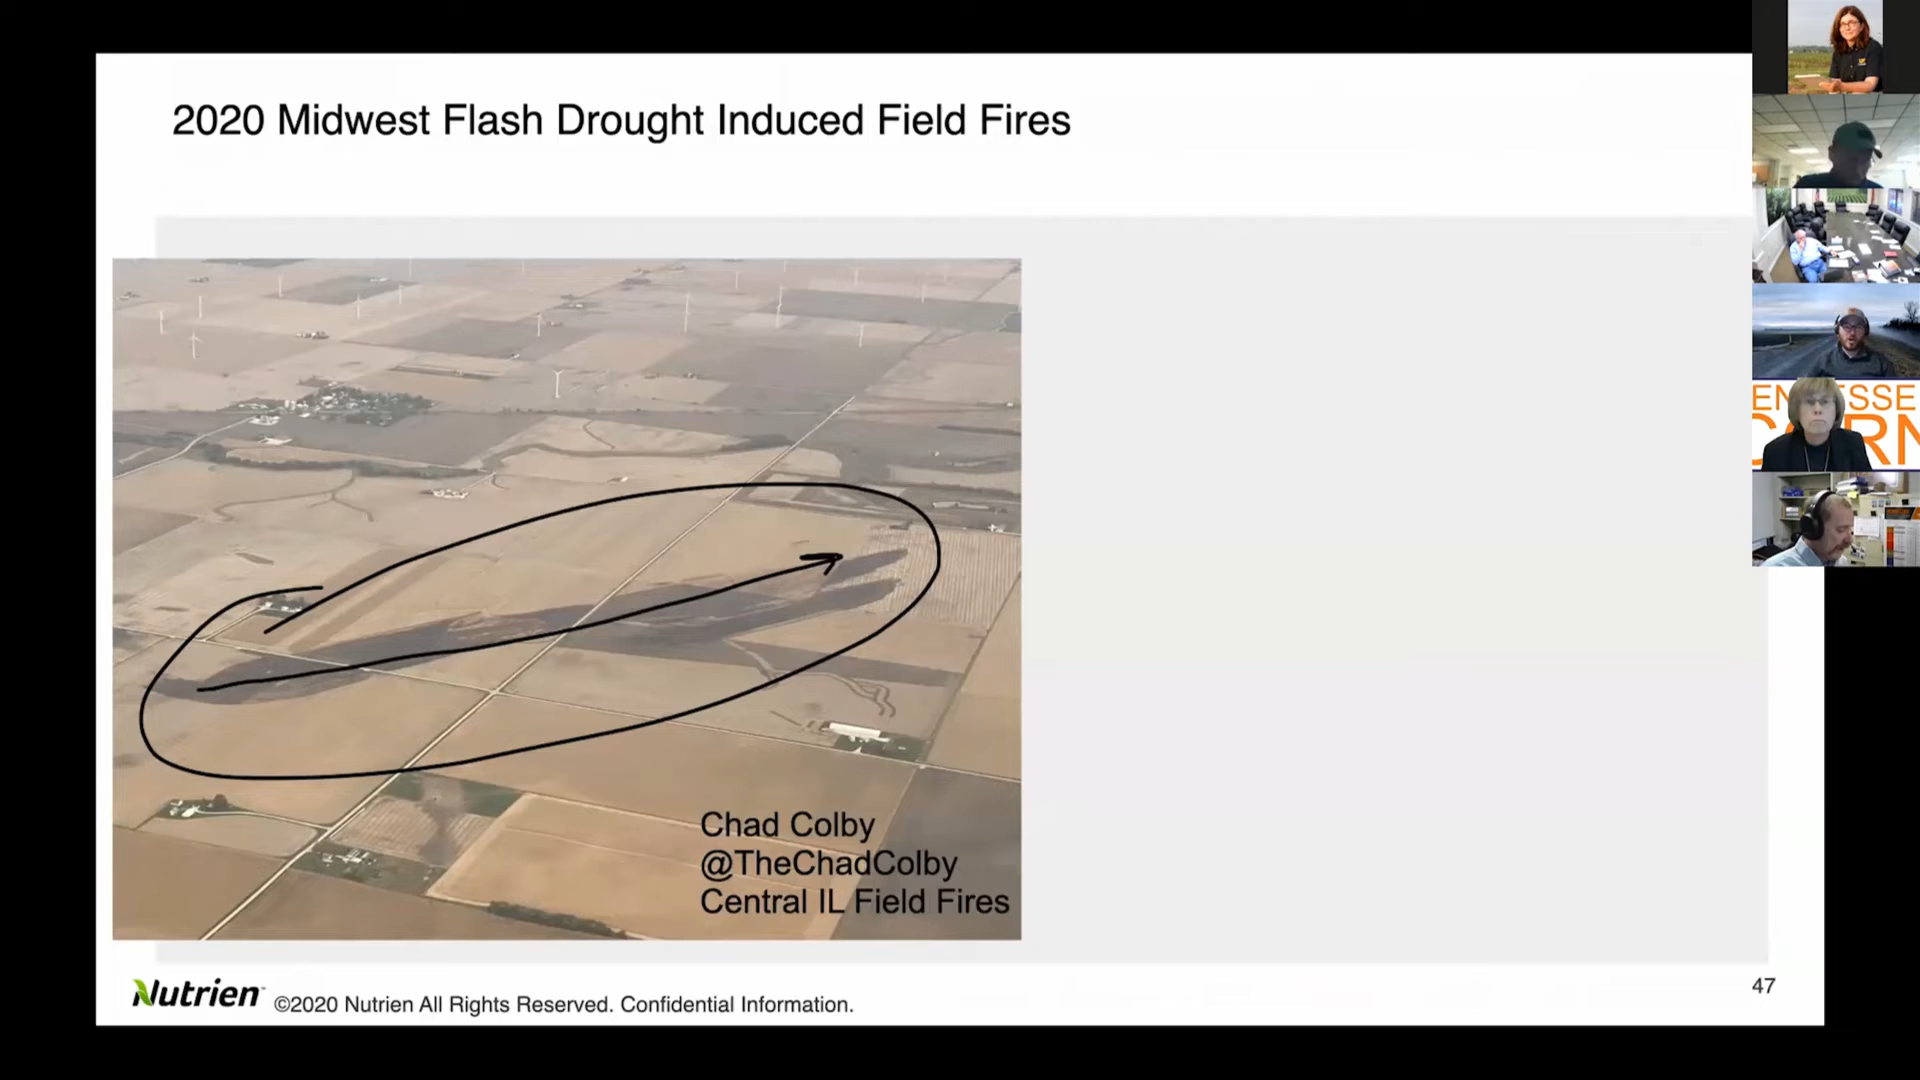 2020 Midwest Flash Drought Induced Field Fires
Chad Colby
@TheChadColby
Central IL Field Fires
Nutrien™ ©2020 Nutrien All Rights Reserved. Confidential Information.
47